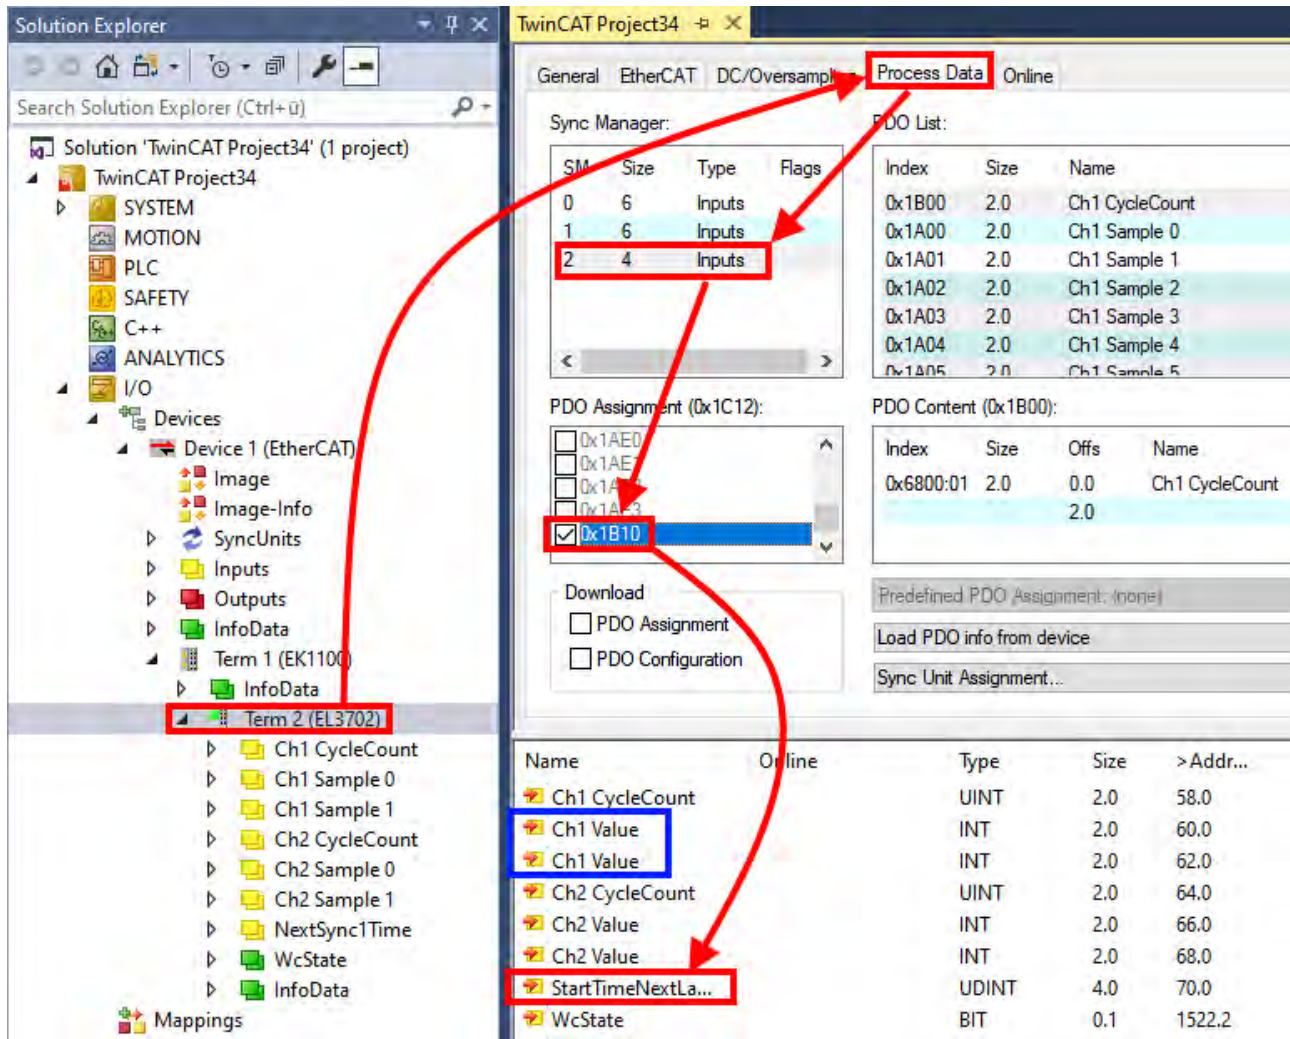 Solution Explorer
Search Solution Explorer (Ctrl+ü)
Solution 'TwinCAT Project34' (1 project)
TwinCAT Project34
SYSTEM
MOTION
PLC
SAFETY
C++
ANALYTICS
I/O
Devices
Device 1 (EtherCAT)
Image
Image-Info
SyncUnits
Inputs
Outputs
InfoData
Term 1 (EK1100)
InfoData
Term 2 (EL3702)
Ch1 CycleCount
Ch1 Sample 0
Ch1 Sample 1
Ch2 CycleCount
Ch2 Sample 0
Ch2 Sample 1
NextSync1Time
WcState
InfoData
Mappings
TwinCAT Project34
General EtherCAT DC/Oversampling Process Data Online
Sync Manager:
SM Size Type Flags
0 6 Inputs
1 6 Inputs
2 4 Inputs
PDO List:
Index Size Name
0x1B00 2.0 Ch1 CycleCount
0x1A00 2.0 Ch1 Sample 0
0x1A01 2.0 Ch1 Sample 1
0x1A02 2.0 Ch1 Sample 2
0x1A03 2.0 Ch1 Sample 3
0x1A04 2.0 Ch1 Sample 4
0x1A05 2.0 Ch1 Sample 5
PDO Assignment (0x1C12):
0x1AE0
0x1AE1
0x1AE3
0x1B10
PDO Content (0x1B00):
Index Size Offs Name
0x6800:01 2.0 0.0 Ch1 CycleCount
2.0
Download
PDO Assignment
PDO Configuration
Predefined PDO Assignment: (none)
Load PDO info from device
Sync Unit Assignment...
Name Online Type Size >Addr...
Ch1 CycleCount UINT 2.0 58.0
Ch1 Value INT 2.0 60.0
Ch1 Value INT 2.0 62.0
Ch2 CycleCount UINT 2.0 64.0
Ch2 Value INT 2.0 66.0
Ch2 Value INT 2.0 68.0
StartTimeNextLa... UDINT 4.0 70.0
WcState BIT 0.1 1522.2